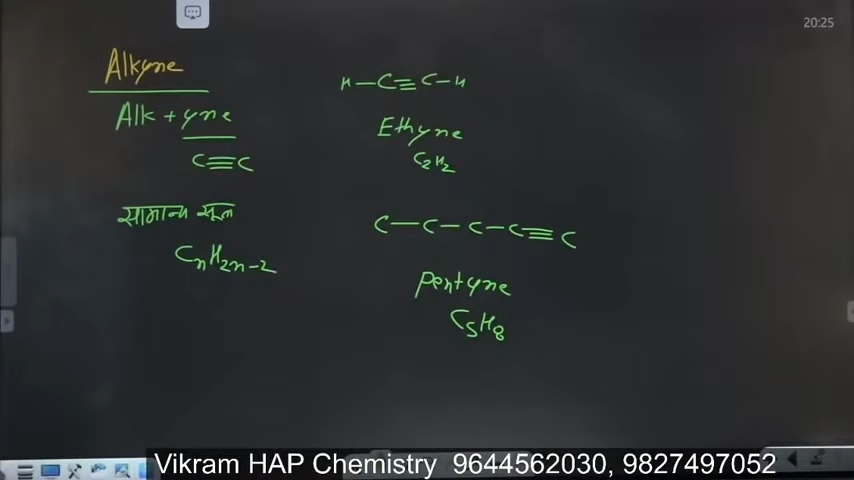 20:25
Alkyne
Alk + yne
C≡C
सामान्य सूत्र
CₙH₂ₙ₋₂
H—C≡C—H
Ethyne
C₂H₂
C—C—C—C≡C
Pentyne
C₅H₈
Vikram HAP Chemistry 9644562030, 9827497052